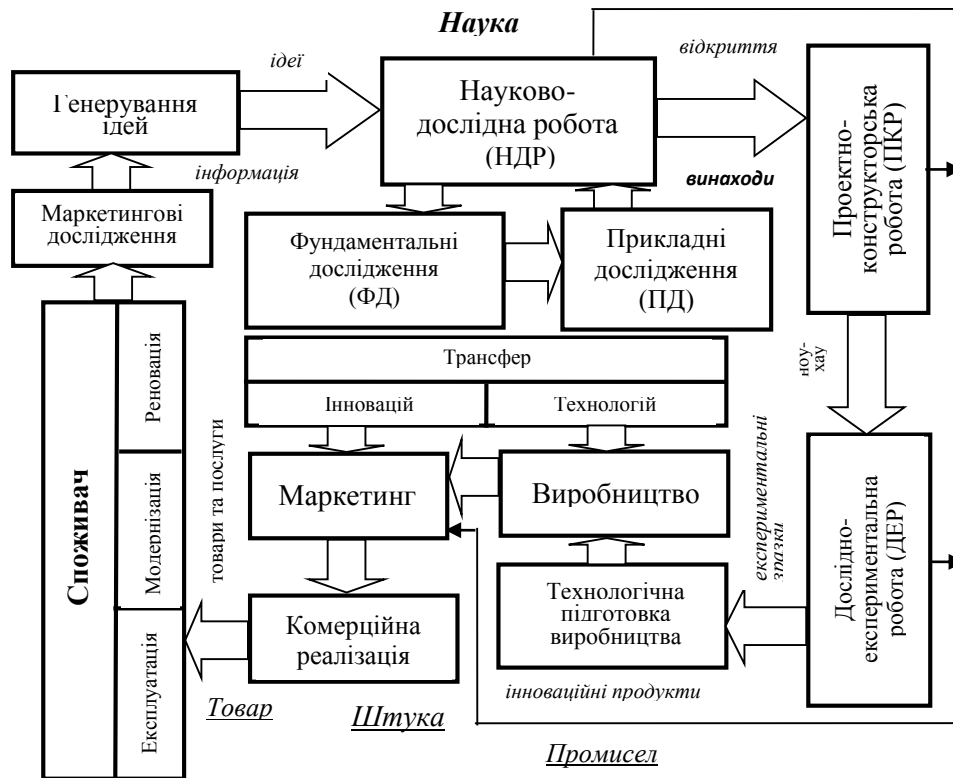 Наука
ідеї
відкриття
Генерування
ідей
Науково-
дослідна робота
(НДР)
Проектно-
конструкторська
робота (ПКР)
інформація
винаходи
Маркетингові
дослідження
Фундаментальні
дослідження
(ФД)
Прикладні
дослідження
(ПД)
ноу-
хау
Трансфер
Інновацій
Технологій
Споживач
Реновація
Модернізація
Експлуатація
товари та послуги
Маркетинг
Виробництво
експериментальні
зразки
Дослідно-
експериментальна
робота (ДЕР)
Комерційна
реалізація
Технологічна
підготовка
виробництва
інноваційні продукти
Товар
Штука
Промисел